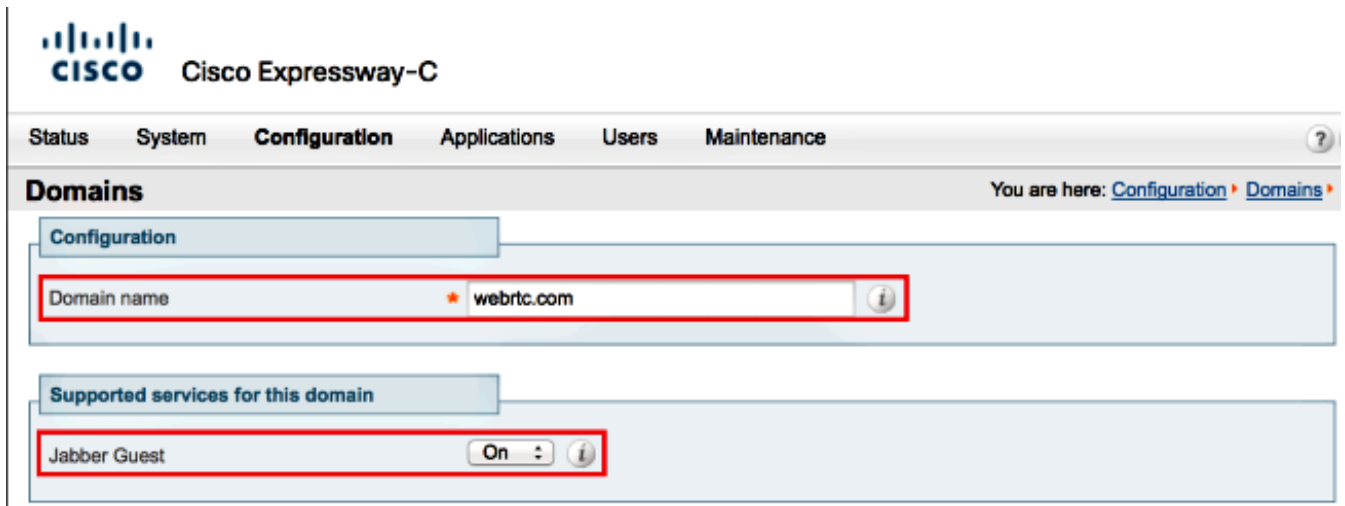 CISCO Cisco Expressway-C
Status System Configuration Applications Users Maintenance ?
Domains You are here: Configuration Domains
Configuration
Domain name * webrtc.com i
Supported services for this domain
Jabber Guest On i